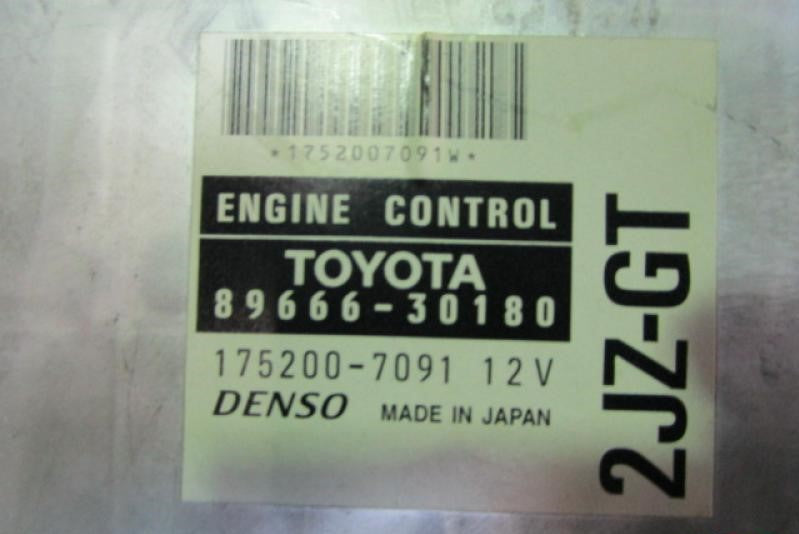 *1752007091W*
ENGINE CONTROL
TOYOTA
89666-30180
175200-7091 12V
DENSO MADE IN JAPAN
2JZ-GT